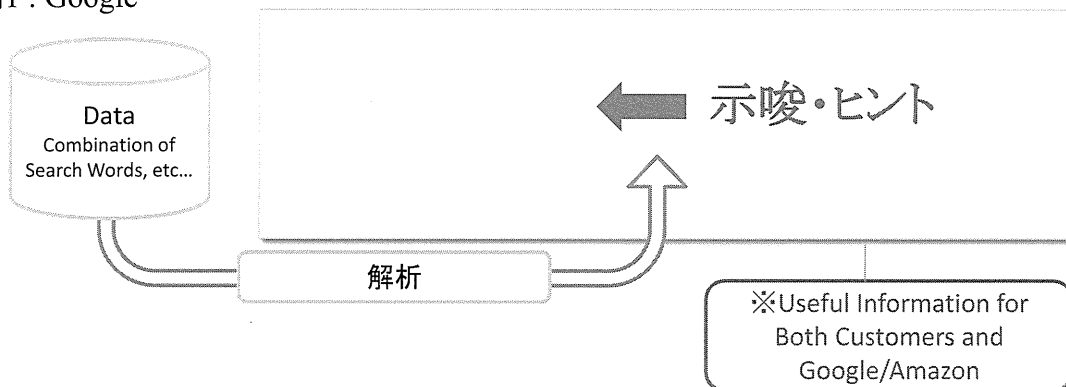 : Google
Data
Combination of
Search Words, etc...
示唆・ヒント
解析
※Useful Information for
Both Customers and
Google/Amazon